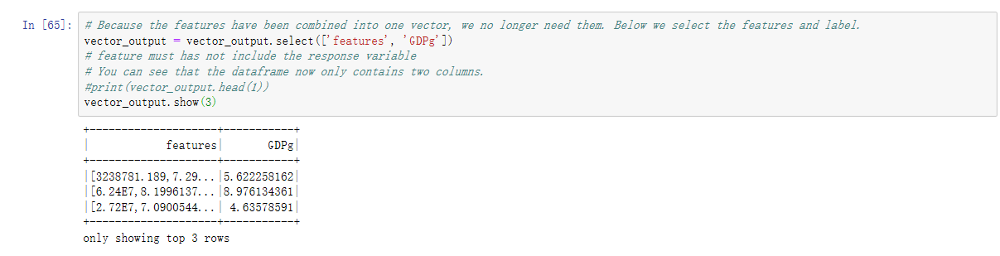 In [65]: # Because the features have been combined into one vector, we no longer need them. Below we select the features and label.
vector_output = vector_output.select(['features', 'GDPg'])
# feature must has not include the response variable
# You can see that the dataframe now only contains two columns.
#print(vector_output.head(1))
vector_output.show(3)
+--------------------+-----------+
|            features|       GDPg|
+--------------------+-----------+
|[3238781.189,7.29...|5.622258162|
|[6.24E7,8.1996137...|8.976134361|
|[2.72E7,7.0900544...| 4.63578591|
+--------------------+-----------+
only showing top 3 rows